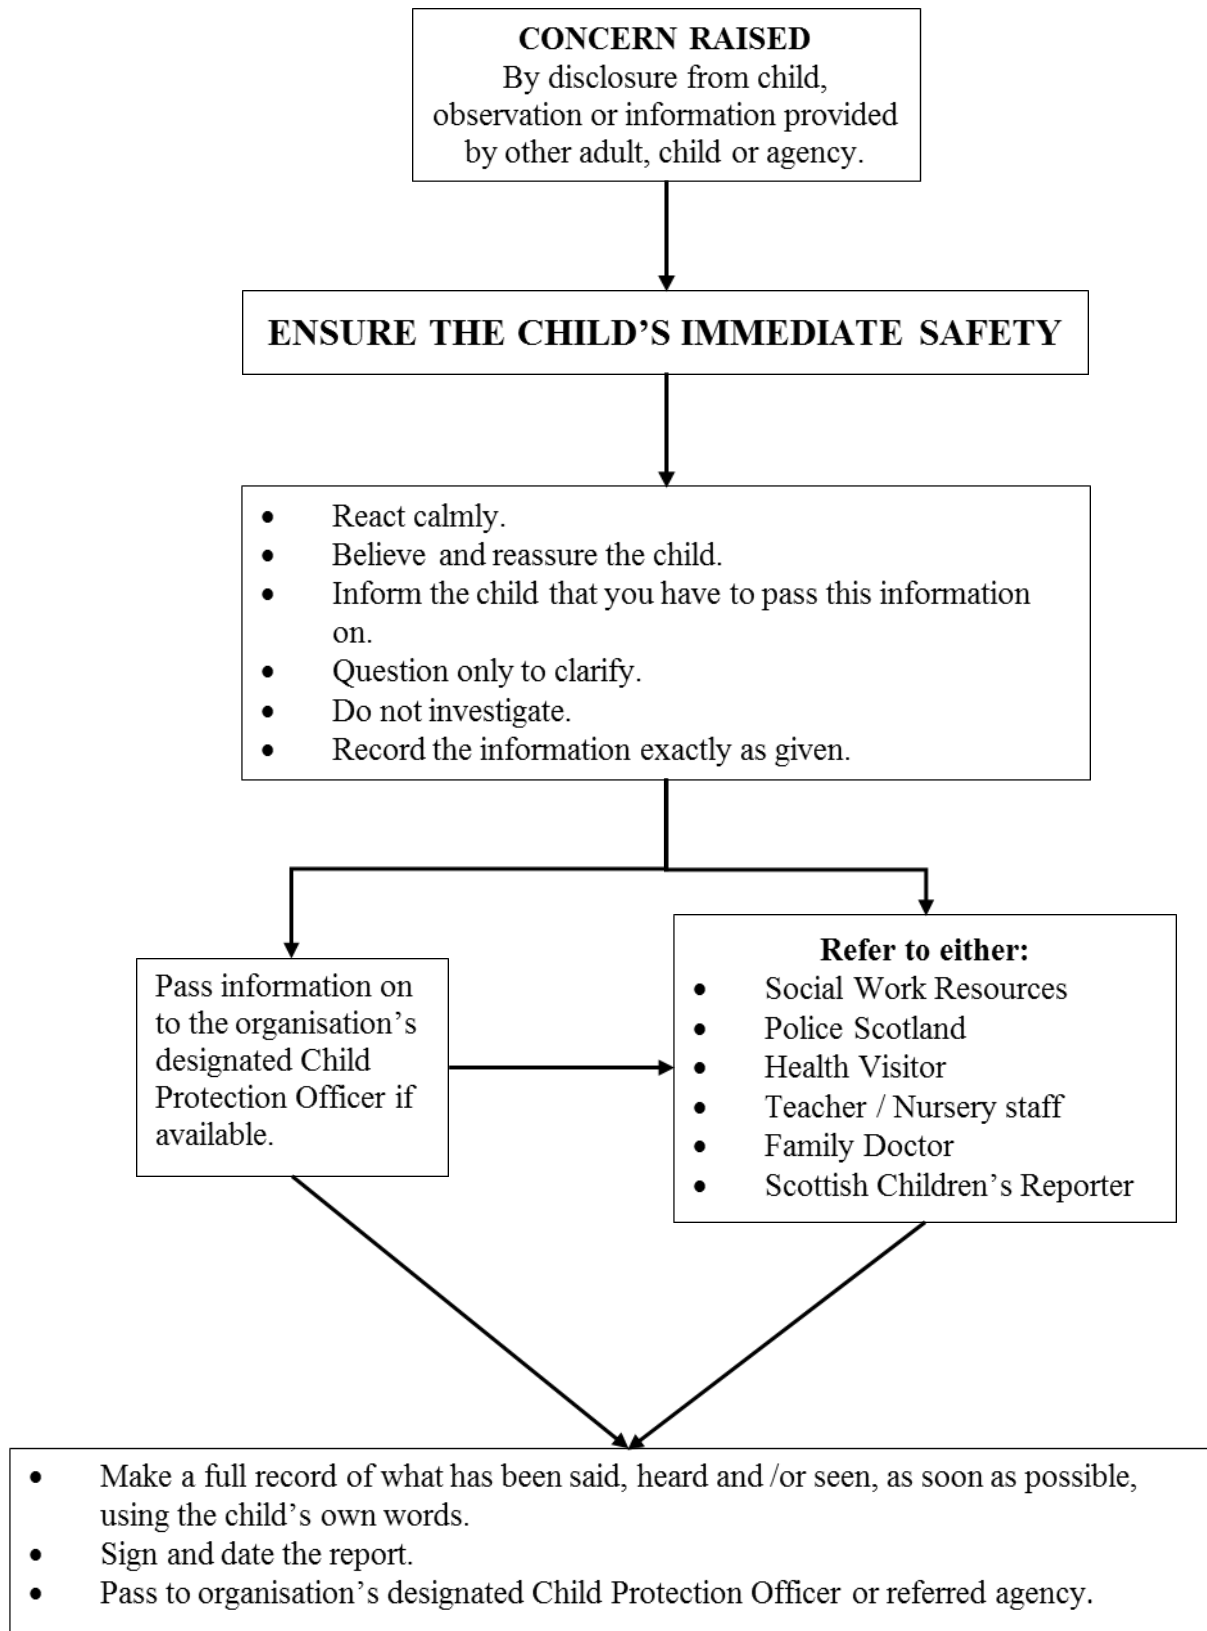 CONCERN RAISED
By disclosure from child,
observation or information provided
by other adult, child or agency.
ENSURE THE CHILD’S IMMEDIATE SAFETY
• React calmly.
• Believe and reassure the child.
• Inform the child that you have to pass this information
on.
• Question only to clarify.
• Do not investigate.
• Record the information exactly as given.
Pass information on
to the organisation’s
designated Child
Protection Officer if
available.
Refer to either:
• Social Work Resources
• Police Scotland
• Health Visitor
• Teacher / Nursery staff
• Family Doctor
• Scottish Children’s Reporter
• Make a full record of what has been said, heard and /or seen, as soon as possible,
using the child’s own words.
• Sign and date the report.
• Pass to organisation’s designated Child Protection Officer or referred agency.